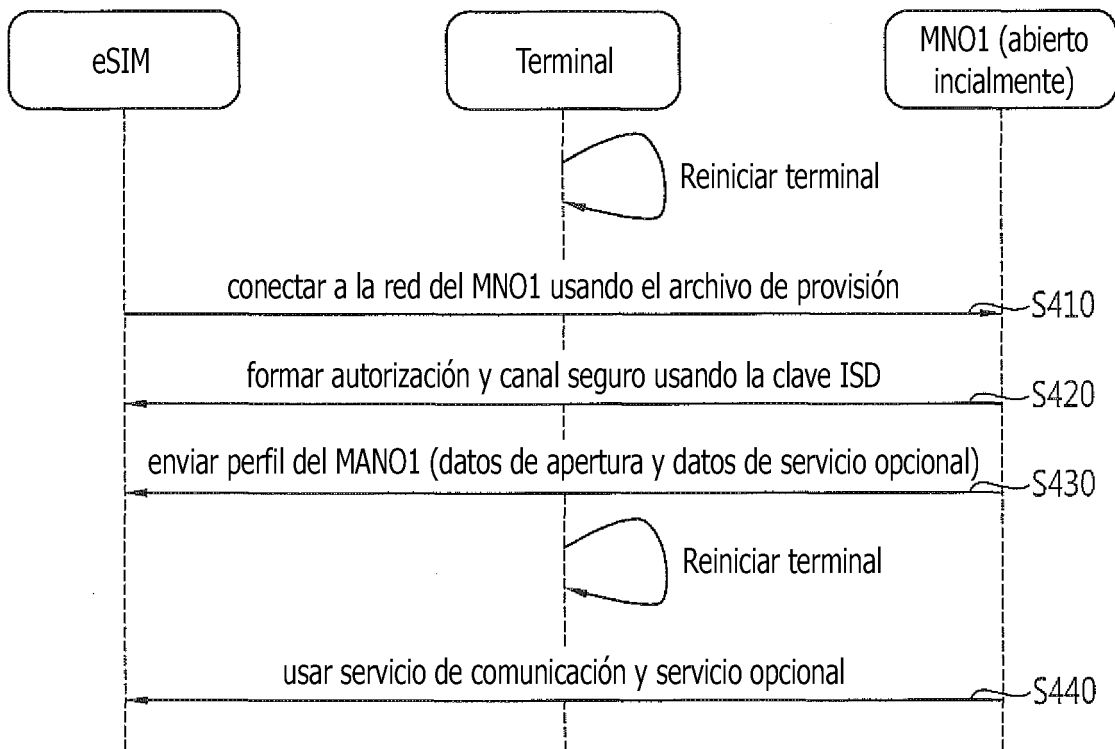 eSIM
Terminal
MNO1 (abierto
incialmente)
Reiniciar terminal
conectar a la red del MNO1 usando el archivo de provisión
S410
formar autorización y canal seguro usando la clave ISD
S420
enviar perfil del MANO1 (datos de apertura y datos de servicio opcional)
S430
Reiniciar terminal
usar servicio de comunicación y servicio opcional
S440